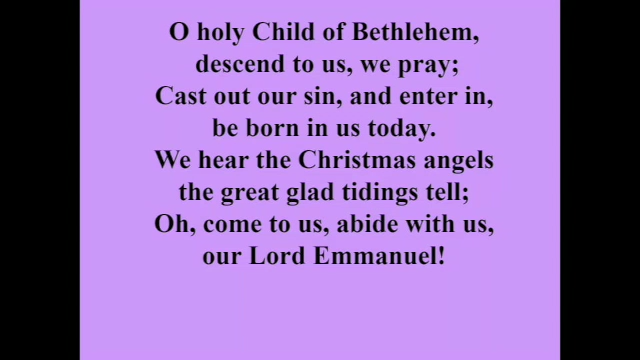 O holy Child of Bethlehem,
descend to us, we pray;
Cast out our sin, and enter in,
be born in us today.
We hear the Christmas angels
the great glad tidings tell;
Oh, come to us, abide with us,
our Lord Emmanuel!